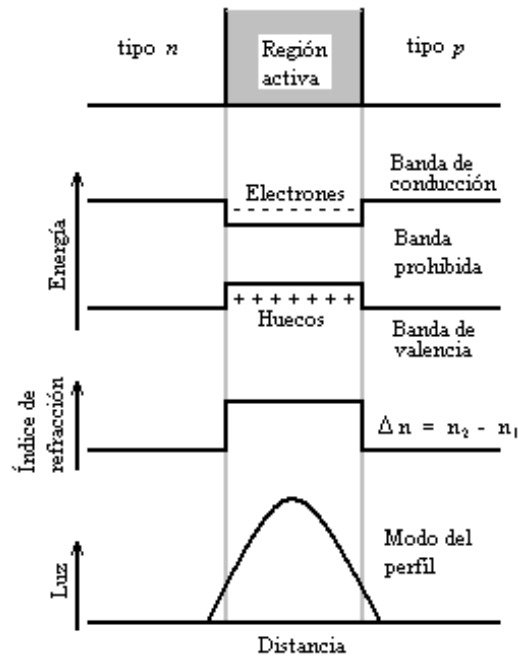 tipo n
Región
activa
tipo p
Energía
Electrones
- - - - - - - - -
+ + + + + + +
Huecos
Banda de
conducción
Banda
prohibida
Banda de
valencia
Índice de
refracción
Δ n = n₂ - n₁
Luz
Modo del
perfil
Distancia